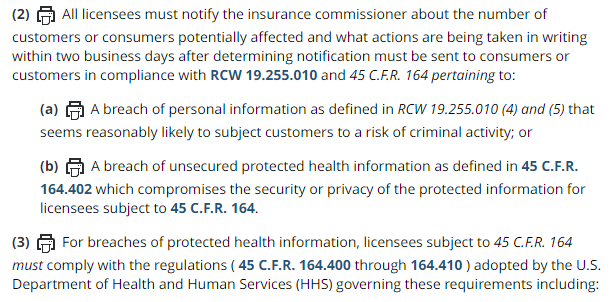 (2) All licensees must notify the insurance commissioner about the number of
customers or consumers potentially affected and what actions are being taken in writing
within two business days after determining notification must be sent to consumers or
customers in compliance with RCW 19.255.010 and 45 C.F.R. 164 pertaining to:
(a) A breach of personal information as defined in RCW 19.255.010 (4) and (5) that
seems reasonably likely to subject customers to a risk of criminal activity; or
(b) A breach of unsecured protected health information as defined in 45 C.F.R.
164.402 which compromises the security or privacy of the protected information for
licensees subject to 45 C.F.R. 164.
(3) For breaches of protected health information, licensees subject to 45 C.F.R. 164
must comply with the regulations ( 45 C.F.R. 164.400 through 164.410 ) adopted by the U.S.
Department of Health and Human Services (HHS) governing these requirements including: